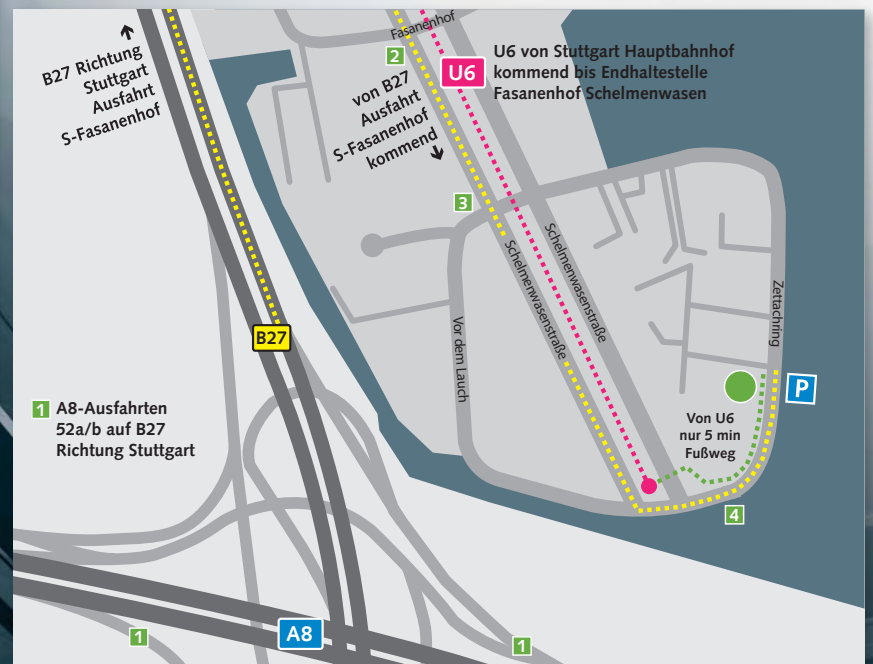 B27 Richtung
Stuttgart
Ausfahrt
S-Fasanenhof
Fasanenhof
2
von B27
Ausfahrt
S-Fasanenhof
kommend
U6
U6 von Stuttgart Hauptbahnhof
kommend bis Endhaltestelle
Fasanenhof Schelmenwasen
3
Schelmenwasenstraße
Schelmenwasenstraße
Zettachring
Vor dem Lauch
B27
P
Von U6
nur 5 min
Fußweg
4
1 A8-Ausfahrten
52a/b auf B27
Richtung Stuttgart
A8
1
1